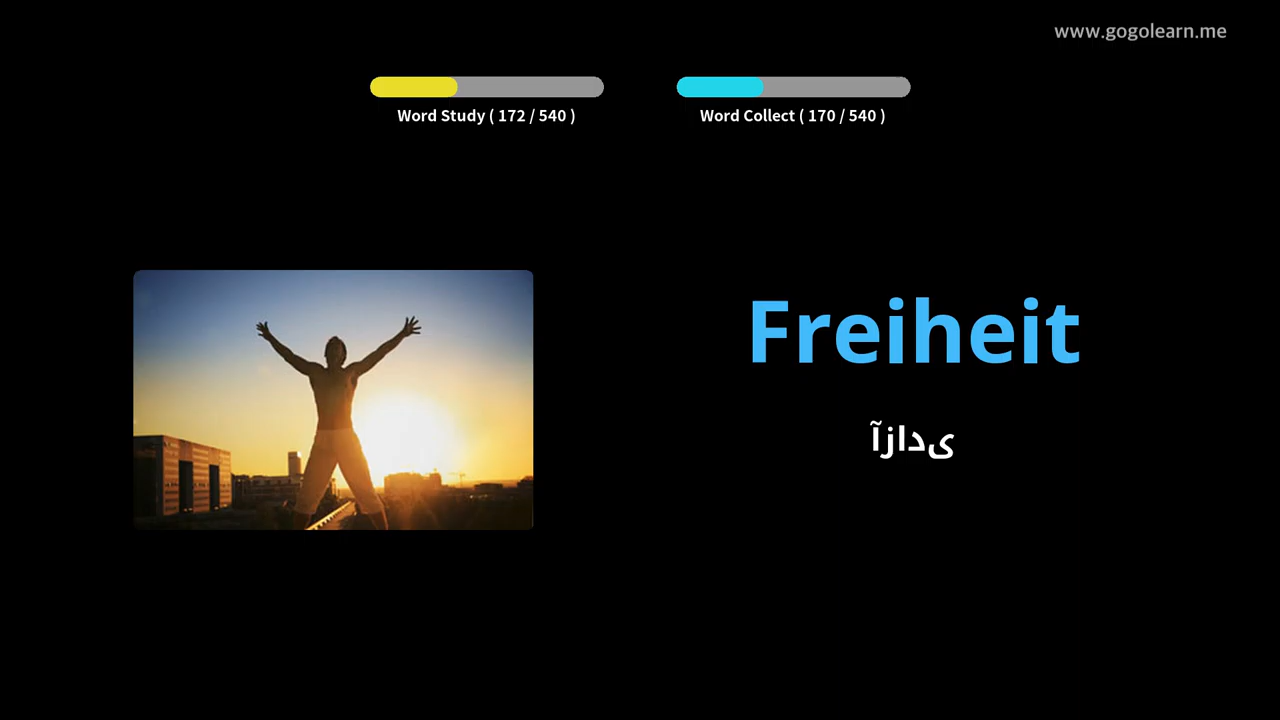 www.gogolearn.me
Word Study ( 172 / 540 )
Word Collect ( 170 / 540 )
Freiheit
آزادی